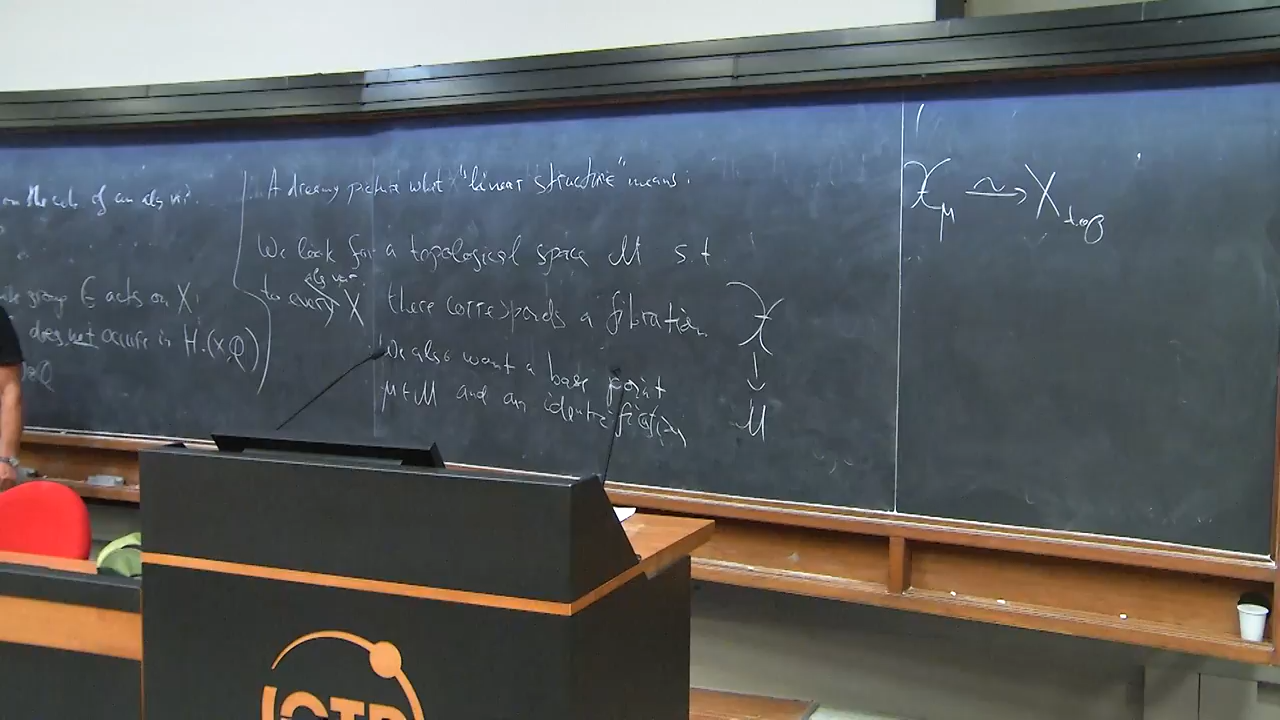 on the of an alg var.
group G acts on X
does not occur in H.(X, Q)
A dreamy picture what "linear structure" means:
We look for a topological space M s.t.
alg var.
to every X there corresponds a fibration 𝒳
↓
M
We also want a base point
μ ∈ M and an identification
𝒳_μ ⥲ X_top
ICTP